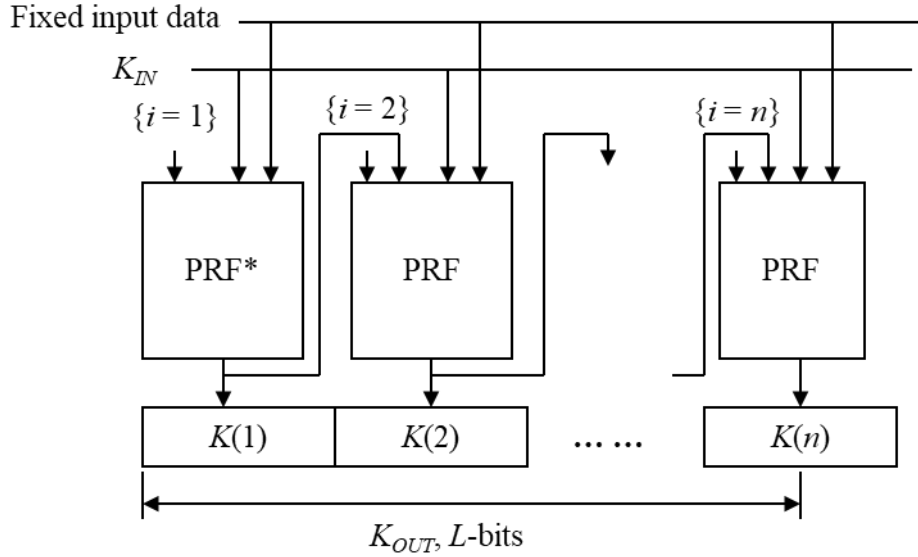 Fixed input data
K_IN
{i = 1} {i = 2} {i = n}
PRF* PRF PRF
K(1) K(2) ... ... K(n)
K_OUT, L-bits